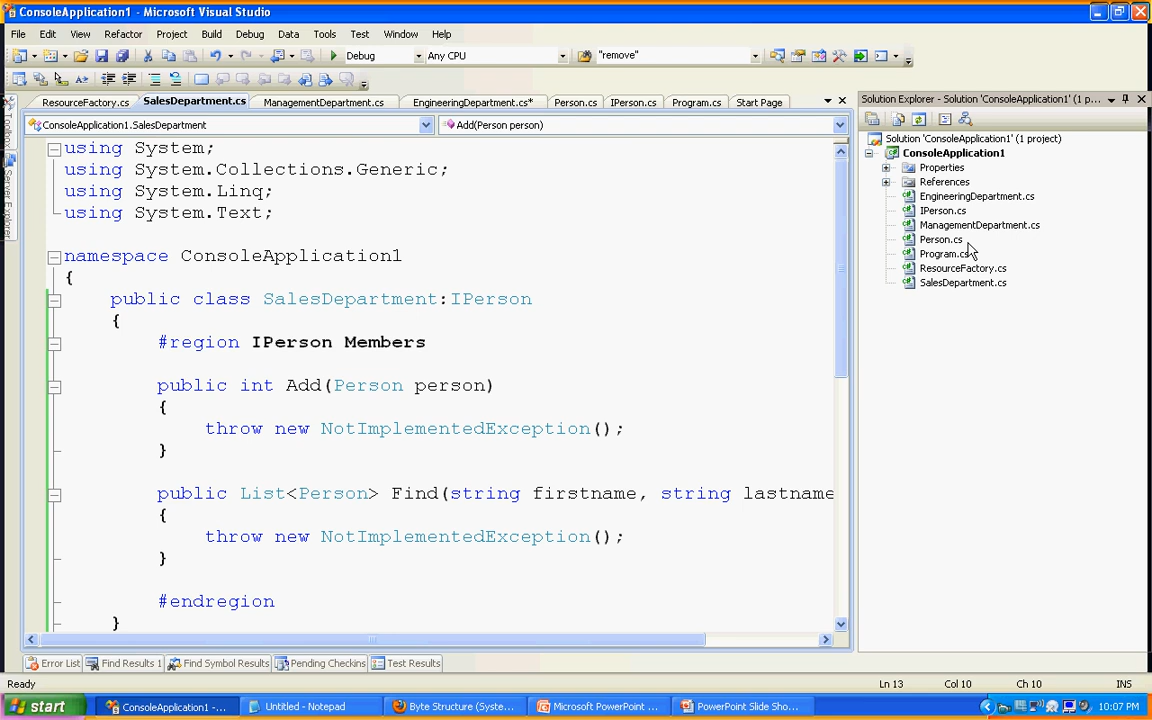 ConsoleApplication1 - Microsoft Visual Studio
File Edit View Refactor Project Build Debug Data Tools Test Window Help
Debug Any CPU "remove"
ResourceFactory.cs SalesDepartment.cs ManagementDepartment.cs EngineeringDepartment.cs* Person.cs IPerson.cs Program.cs Start Page
ConsoleApplication1.SalesDepartment Add(Person person)
using System;
using System.Collections.Generic;
using System.Linq;
using System.Text;
namespace ConsoleApplication1
{
public class SalesDepartment:IPerson
{
#region IPerson Members
public int Add(Person person)
{
throw new NotImplementedException();
}
public List<Person> Find(string firstname, string lastname
{
throw new NotImplementedException();
}
#endregion
}
Toolbox
Server Explorer
Solution Explorer - Solution 'ConsoleApplication1' (1 p...
Solution 'ConsoleApplication1' (1 project)
ConsoleApplication1
Properties
References
EngineeringDepartment.cs
IPerson.cs
ManagementDepartment.cs
Person.cs
Program.cs
ResourceFactory.cs
SalesDepartment.cs
Error List Find Results 1 Find Symbol Results Pending Checkins Test Results
Ready Ln 13 Col 10 Ch 10 INS
start ConsoleApplication1 - ... Untitled - Notepad Byte Structure (Syste... Microsoft PowerPoint ... PowerPoint Slide Sho... 10:07 PM